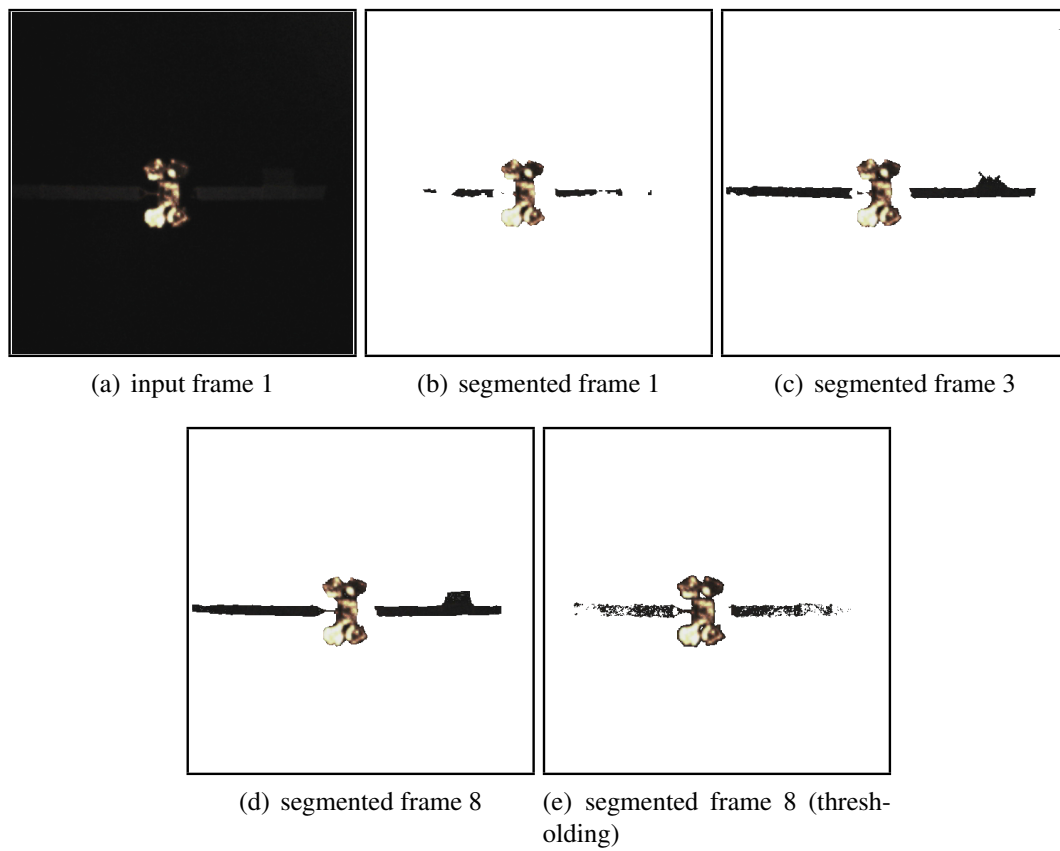 (a) input frame 1
(b) segmented frame 1
(c) segmented frame 3
(d) segmented frame 8
(e) segmented frame 8 (thresh-
olding)